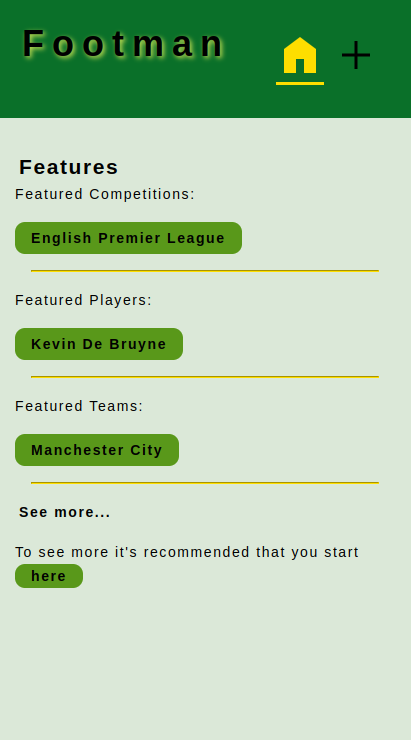 Footman
Features
Featured Competitions:
English Premier League
Featured Players:
Kevin De Bruyne
Featured Teams:
Manchester City
See more...
To see more it's recommended that you start
here